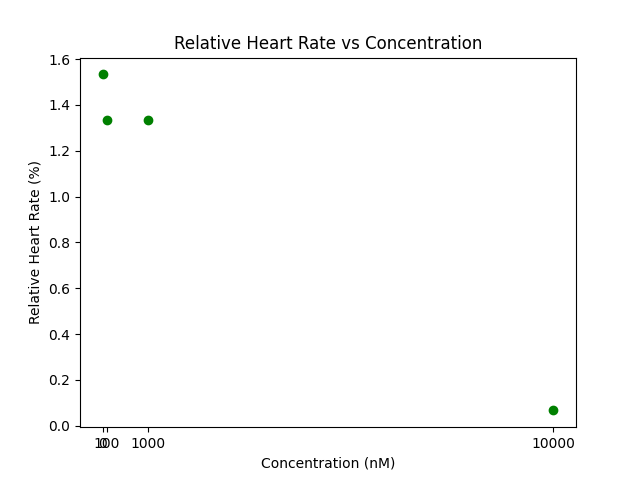 Relative Heart Rate vs Concentration
Relative Heart Rate (%)
1.6
1.4
1.2
1.0
0.8
0.6
0.4
0.2
0.0
0 100 1000 10000
Concentration (nM)